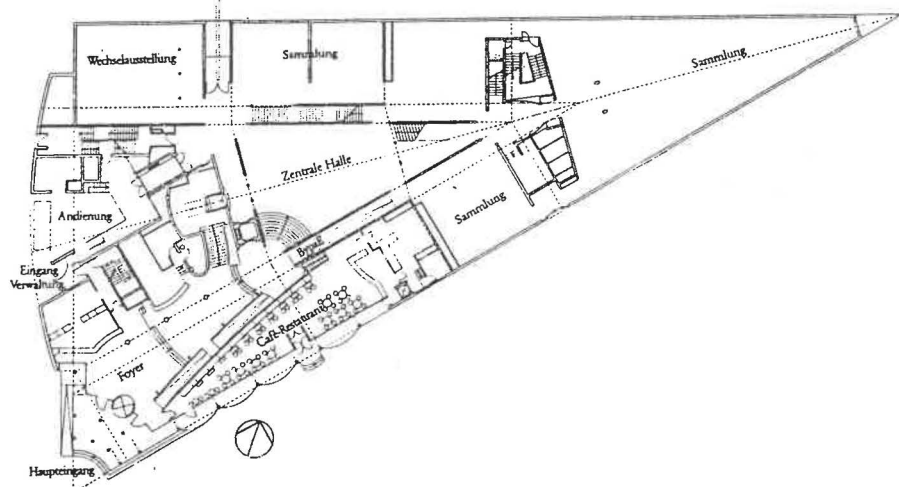 Wechselausstellung
Sammlung
Sammlung
Zentrale Halle
Sammlung
Andienung
Eingang
Verwaltung
Café-Restaurant
Foyer
Haupteingang